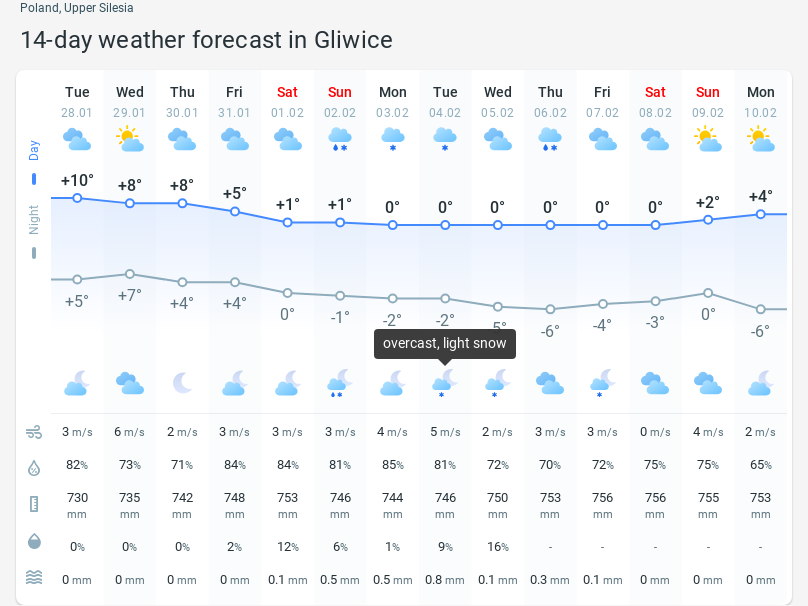 Poland, Upper Silesia
14-day weather forecast in Gliwice
Tue Wed Thu Fri Sat Sun Mon Tue Wed Thu Fri Sat Sun Mon
28.01 29.01 30.01 31.01 01.02 02.02 03.02 04.02 05.02 06.02 07.02 08.02 09.02 10.02
Day
+10° +8° +8° +5° +1° +1° 0° 0° 0° 0° 0° 0° +2° +4°
Night
+5° +7° +4° +4° 0° -1° -2° -2° 5° -6° -4° -3° 0° -6°
overcast, light snow
3 m/s 6 m/s 2 m/s 3 m/s 3 m/s 3 m/s 4 m/s 5 m/s 2 m/s 3 m/s 3 m/s 0 m/s 4 m/s 2 m/s
82% 73% 71% 84% 84% 81% 85% 81% 72% 70% 72% 75% 75% 65%
730 735 742 748 753 746 744 746 750 753 756 756 755 753
mm mm mm mm mm mm mm mm mm mm mm mm mm mm
0% 0% 0% 2% 12% 6% 1% 9% 16% - - - - -
0 mm 0 mm 0 mm 0 mm 0.1 mm 0.5 mm 0.5 mm 0.8 mm 0.1 mm 0.3 mm 0.1 mm 0 mm 0 mm 0 mm